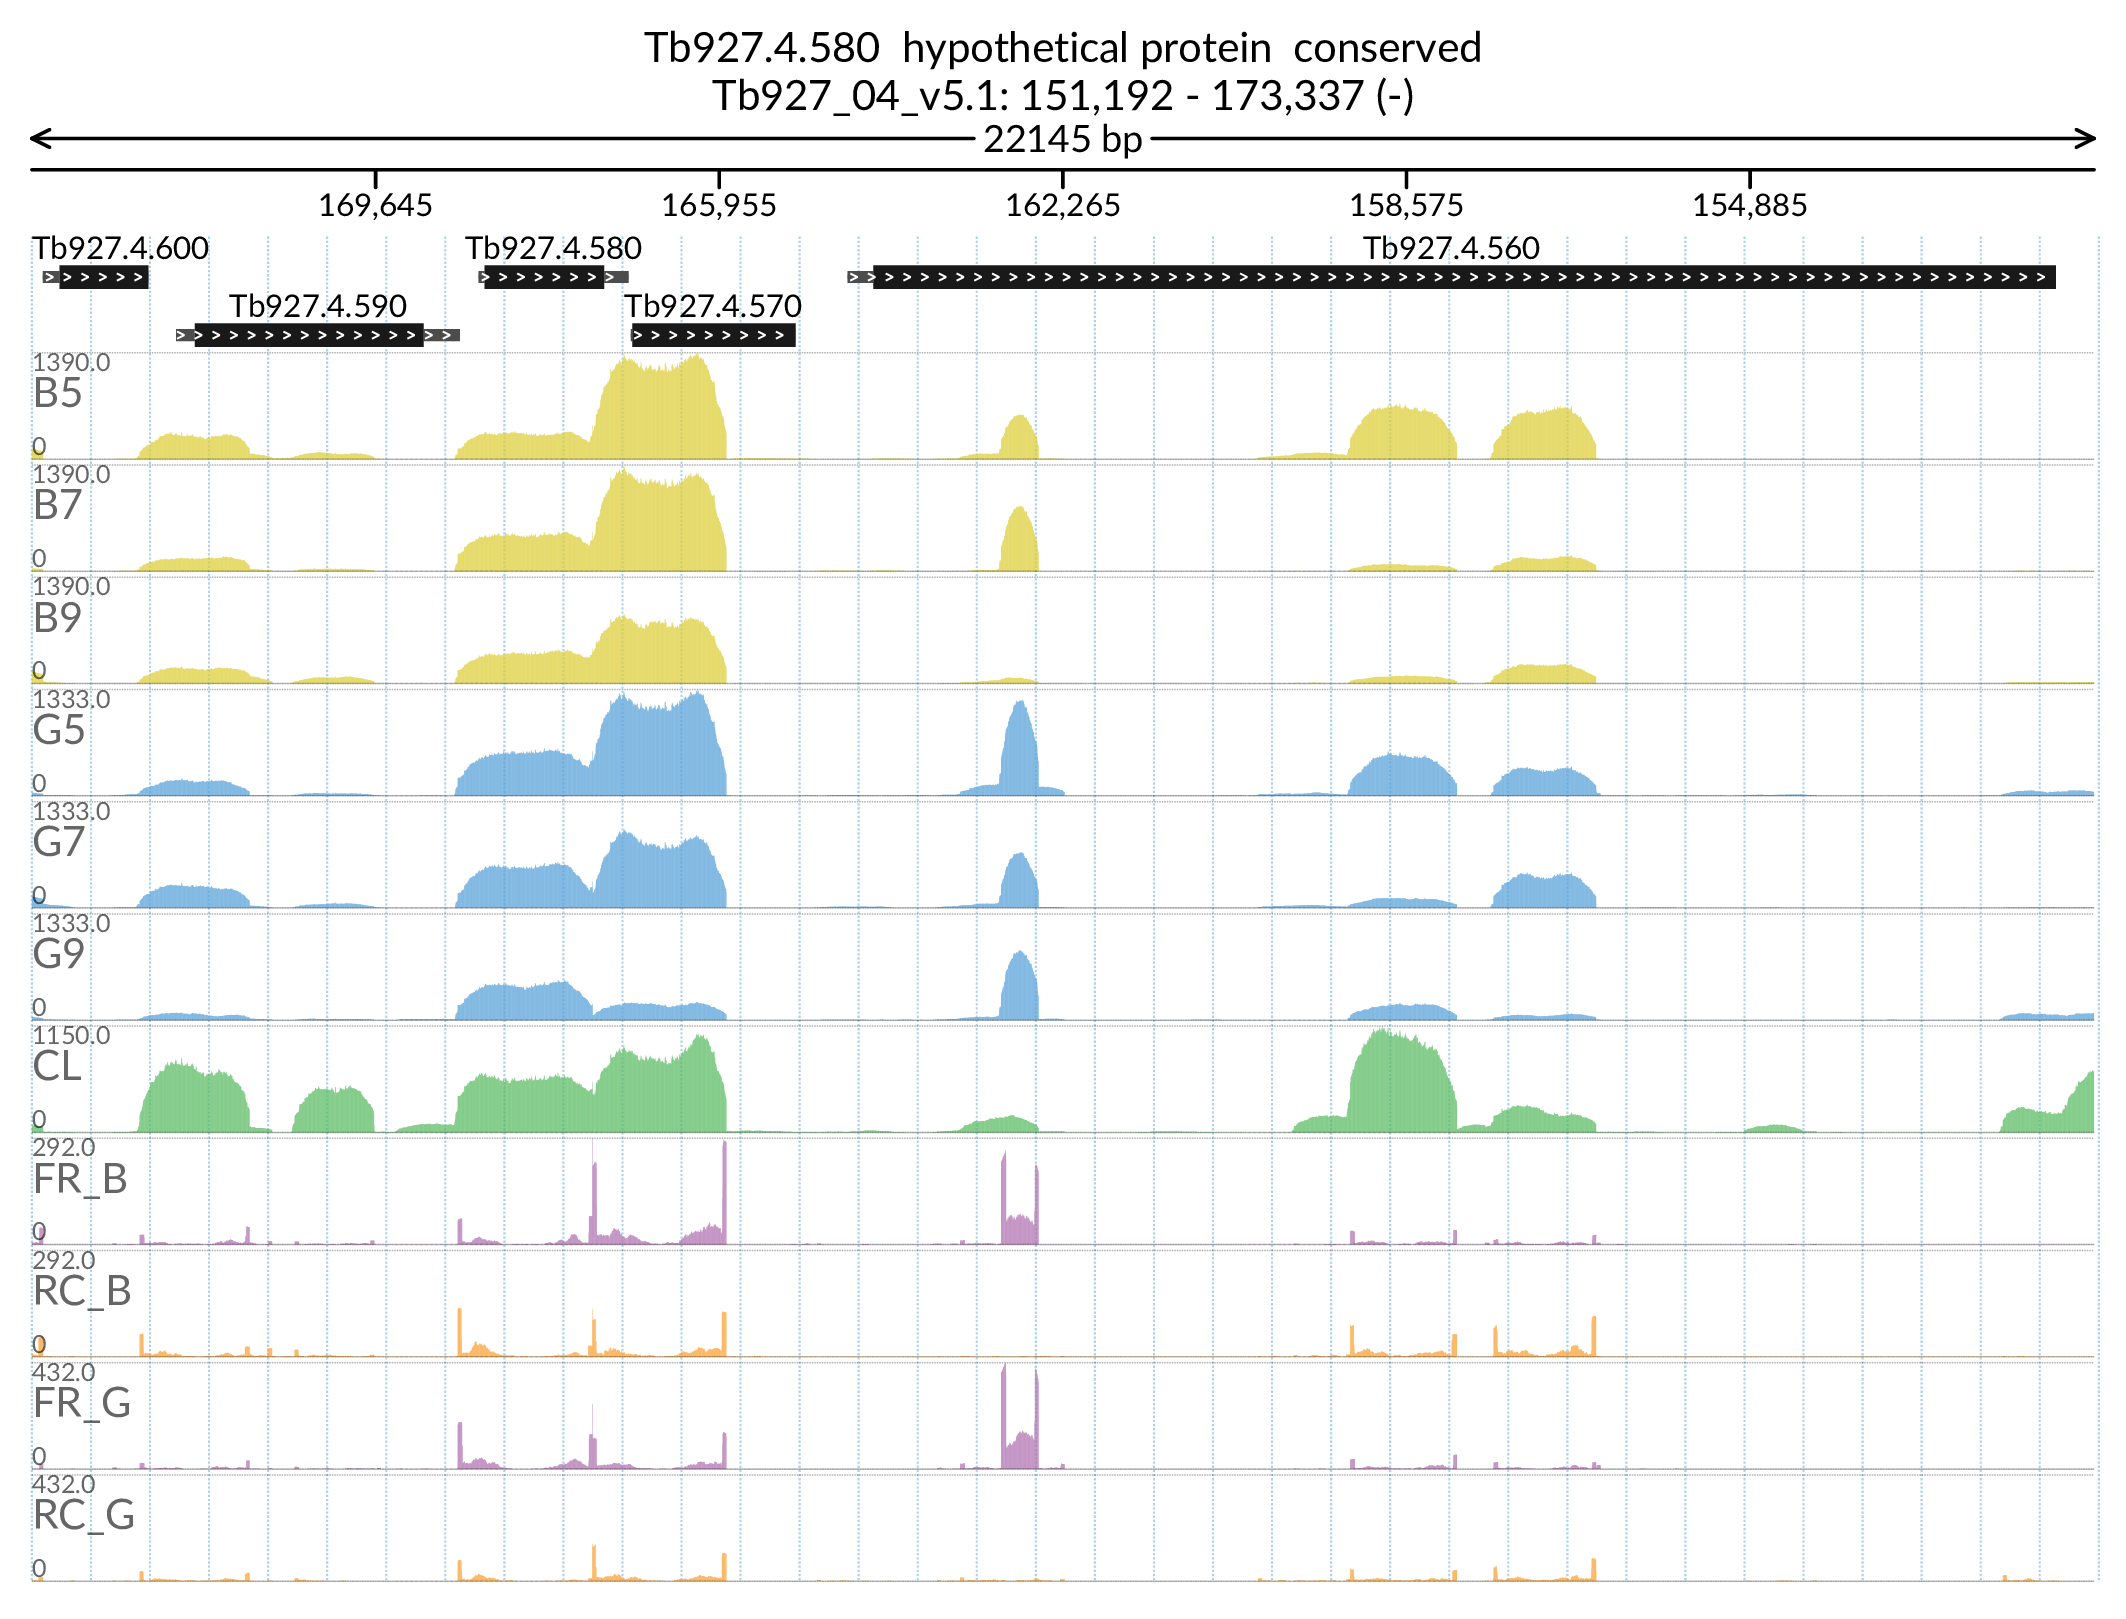 Tb927.4.580  hypothetical protein  conserved
Tb927_04_v5.1: 151,192 - 173,337 (-)
22145 bp
169,645 165,955 162,265 158,575 154,885
Tb927.4.600 Tb927.4.580 Tb927.4.560
Tb927.4.590 Tb927.4.570
1390.0
B5
0
1390.0
B7
0
1390.0
B9
0
1333.0
G5
0
1333.0
G7
0
1333.0
G9
0
1150.0
CL
0
292.0
FR_B
0
292.0
RC_B
0
432.0
FR_G
0
432.0
RC_G
0